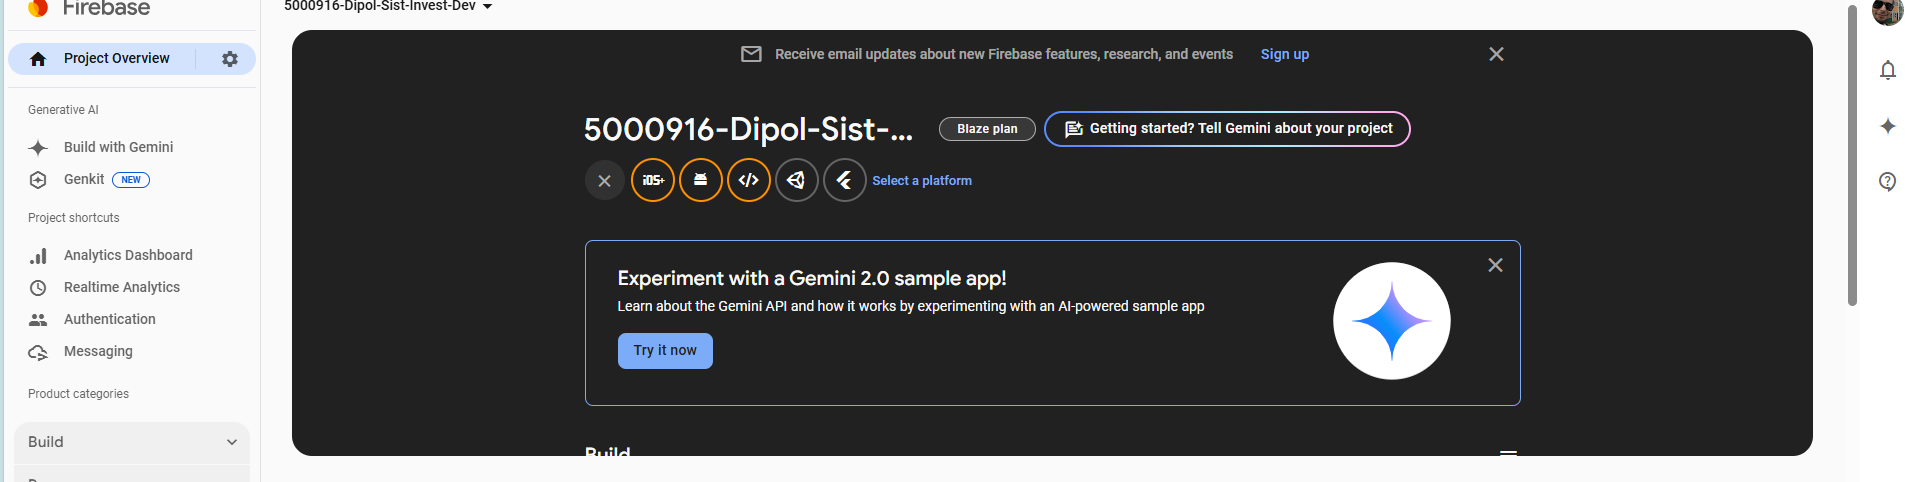 Firebase
5000916-Dipol-Sist-Invest-Dev
Project Overview
Generative AI
Build with Gemini
Genkit NEW
Project shortcuts
Analytics Dashboard
Realtime Analytics
Authentication
Messaging
Product categories
Build
Receive email updates about new Firebase features, research, and events Sign up
5000916-Dipol-Sist-... Blaze plan Getting started? Tell Gemini about your project
iOS+ Select a platform
Experiment with a Gemini 2.0 sample app!
Learn about the Gemini API and how it works by experimenting with an AI-powered sample app
Try it now
Build